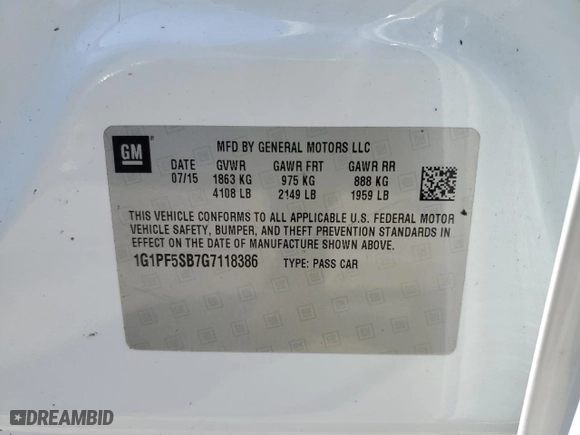 GM
MFD BY GENERAL MOTORS LLC
DATE GVWR GAWR FRT GAWR RR
07/15 1863 KG 975 KG 888 KG
4108 LB 2149 LB 1959 LB
THIS VEHICLE CONFORMS TO ALL APPLICABLE U.S. FEDERAL MOTOR
VEHICLE SAFETY, BUMPER, AND THEFT PREVENTION STANDARDS IN
EFFECT ON THE DATE OF MANUFACTURE SHOWN ABOVE.
1G1PF5SB7G7118386 TYPE: PASS CAR
DREAMBID